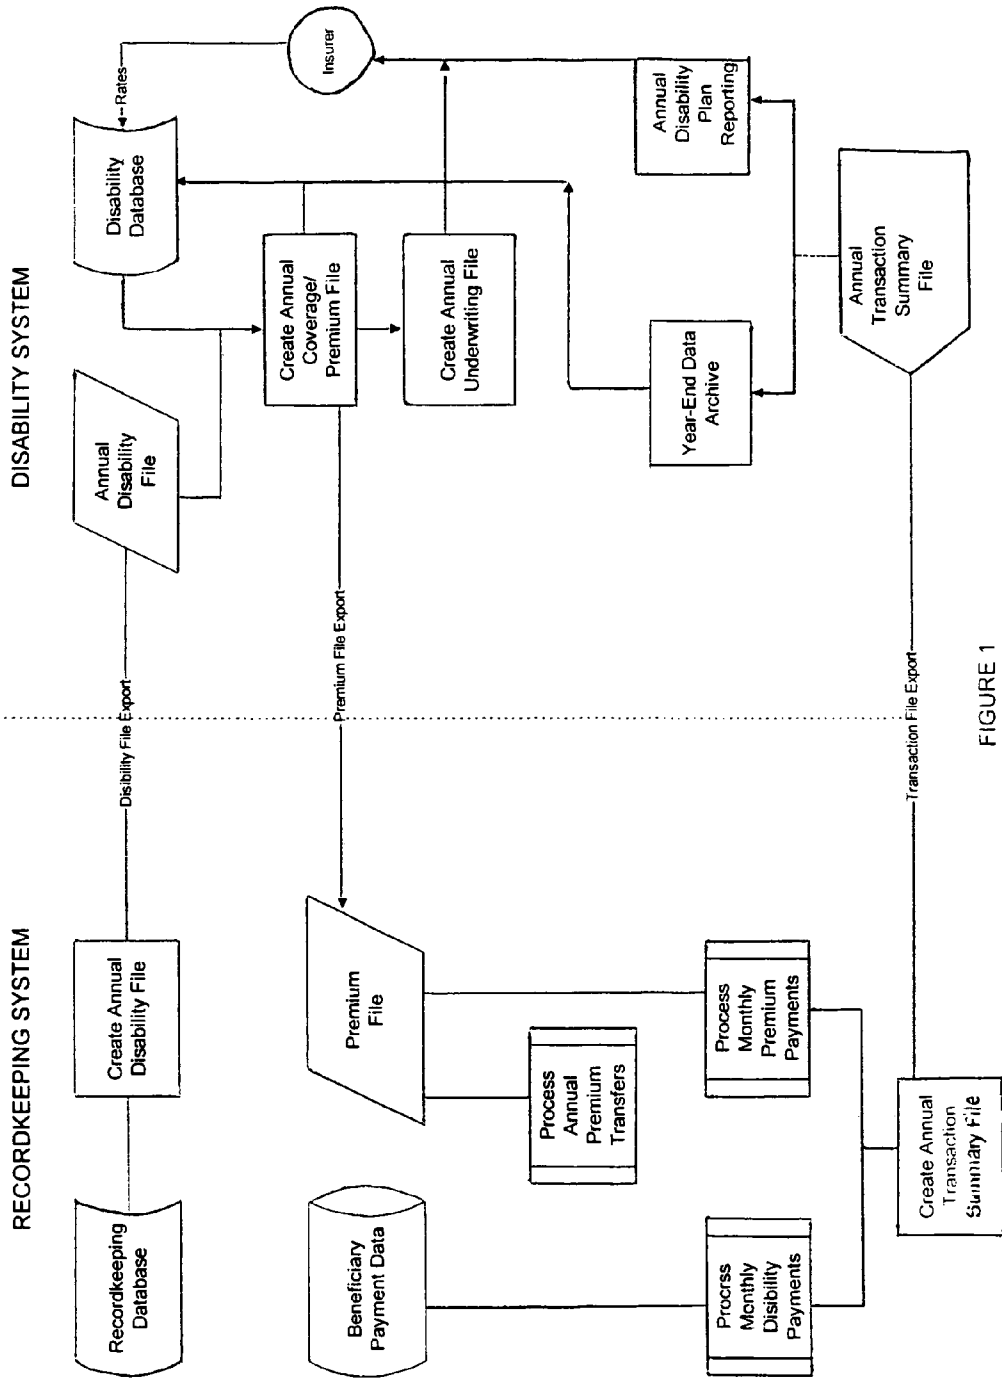 RECORDKEEPING SYSTEM
DISABILITY SYSTEM
Recordkeeping
Database
Create Annual
Disability File
Disibility File Export
Annual
Disability
File
Disability
Database
Rates
Insurer
Beneficiary
Payment Data
Premium
File
Premium File Export
Create Annual
Coverage/
Premium File
Create Annual
Underwriting File
Process
Annual
Premium
Transfers
Procrss
Monthly
Disibility
Payments
Process
Monthly
Premium
Payments
Year-End Data
Archive
Annual
Disability
Plan
Reporting
Create Annual
Transaction
Summary File
Transaction File Export
Annual
Transaction
Summary
File
FIGURE 1